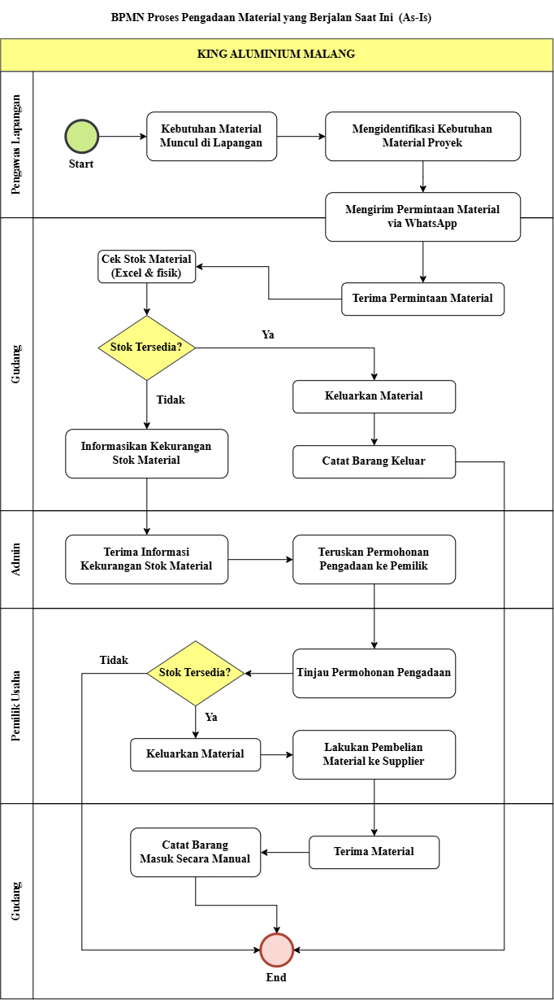 BPMN Proses Pengadaan Material yang Berjalan Saat Ini (As-Is)
KING ALUMINIUM MALANG
Pengawas Lapangan
Start
Kebutuhan Material
Muncul di Lapangan
Mengidentifikasi Kebutuhan
Material Proyek
Mengirim Permintaan Material
via WhatsApp
Gudang
Cek Stok Material
(Excel & fisik)
Terima Permintaan Material
Stok Tersedia?
Ya
Tidak
Keluarkan Material
Informasikan Kekurangan
Stok Material
Catat Barang Keluar
Admin
Terima Informasi
Kekurangan Stok Material
Teruskan Permohonan
Pengadaan ke Pemilik
Pemilik Usaha
Tidak
Stok Tersedia?
Tinjau Permohonan Pengadaan
Ya
Keluarkan Material
Lakukan Pembelian
Material ke Supplier
Gudang
Catat Barang
Masuk Secara Manual
Terima Material
End